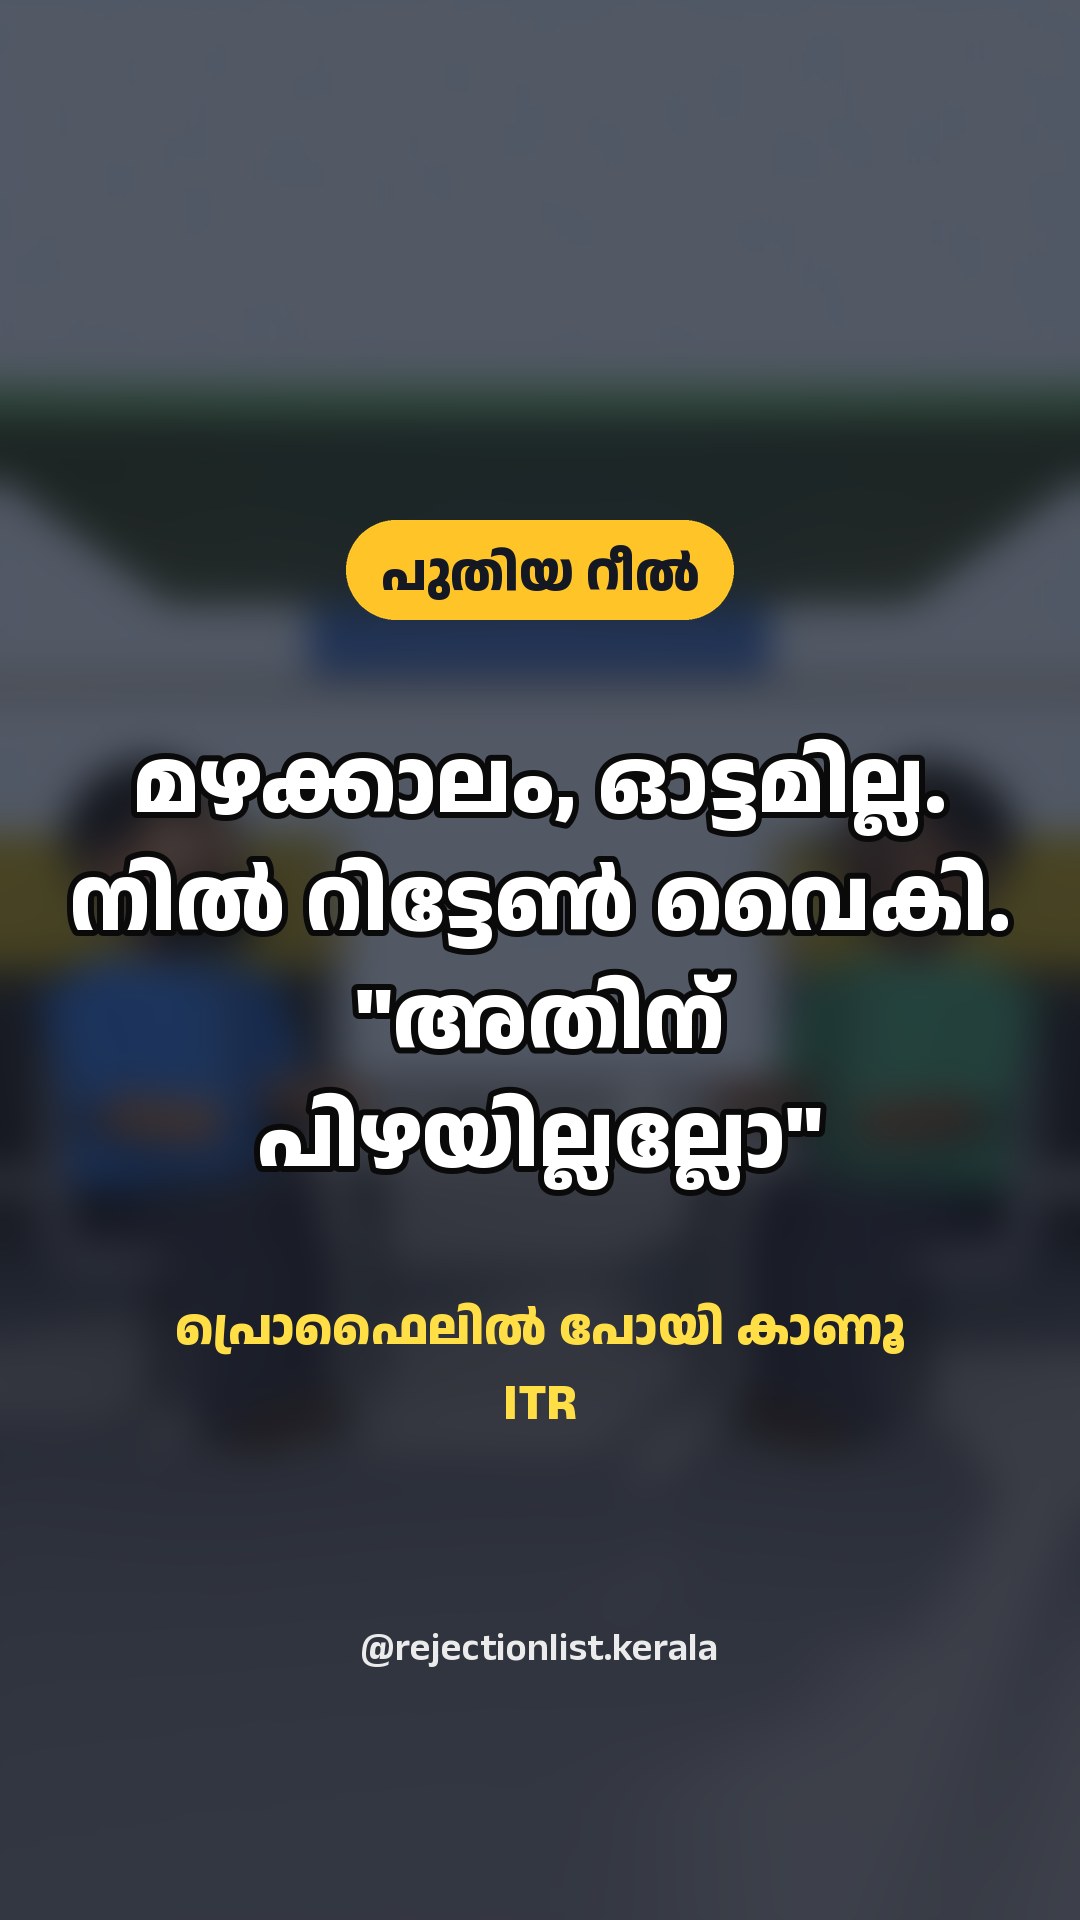 പുതിയ റീൽ
മഴക്കാലം, ഓട്ടമില്ല.
നിൽ റിട്ടേൺ വൈകി.
"അതിന്
പിഴയില്ലല്ലോ"
പ്രൊഫൈലിൽ പോയി കാണൂ
ITR
@rejectionlist.kerala